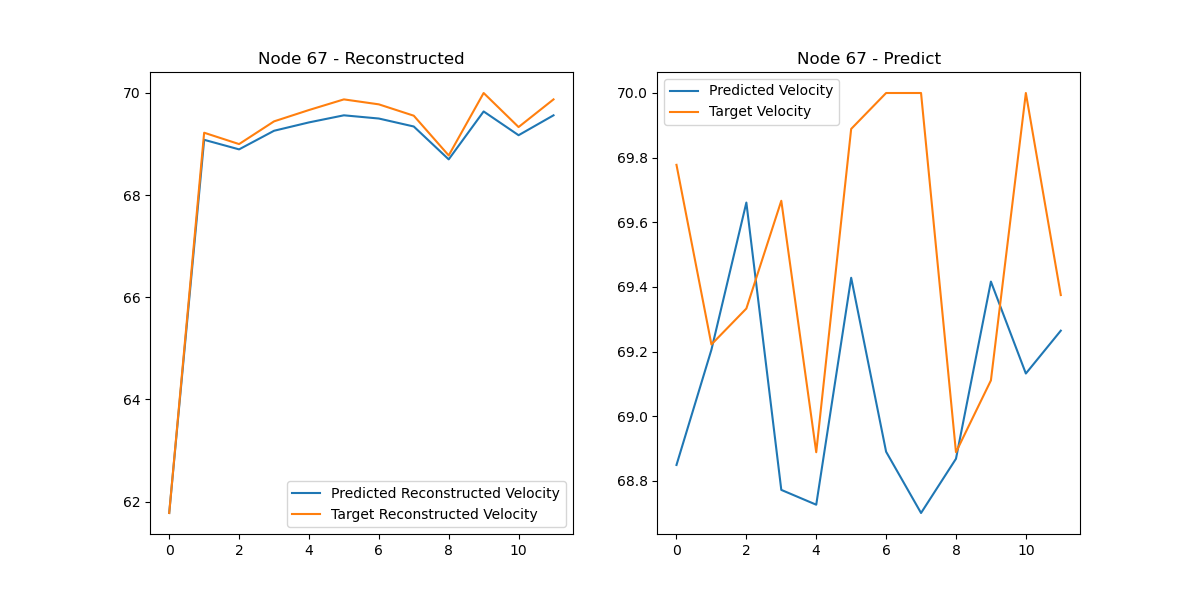 Node 67 - Reconstructed
70
68
66
64
62
0 2 4 6 8 10
Predicted Reconstructed Velocity
Target Reconstructed Velocity
Node 67 - Predict
70.0
69.8
69.6
69.4
69.2
69.0
68.8
0 2 4 6 8 10
Predicted Velocity
Target Velocity